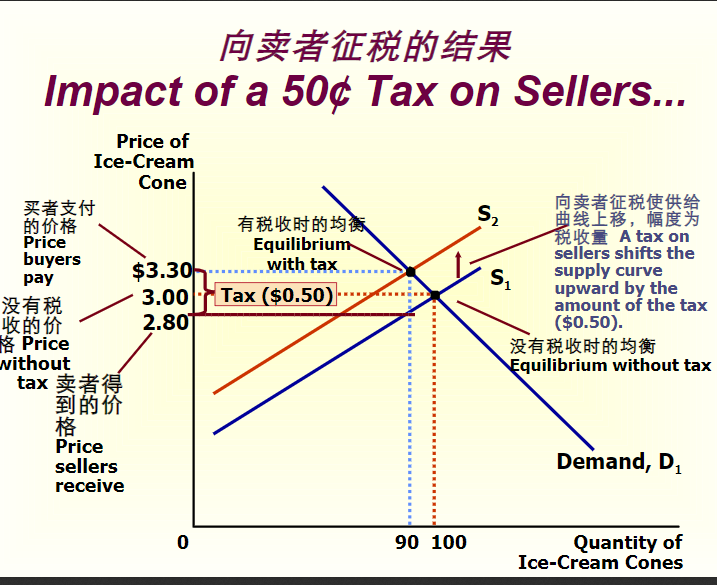 向卖者征税的结果
Impact of a 50¢ Tax on Sellers...
Price of
Ice-Cream
Cone
买者支付
的价格
Price
buyers
pay
有税收时的均衡
Equilibrium
with tax
S2
向卖者征税使供给
曲线上移，幅度为
税收量 A tax on
sellers shifts the
supply curve
upward by the
amount of the tax
($0.50).
S1
$3.30
3.00
2.80
Tax ($0.50)
没有税
收的价
格 Price
without
tax
卖者得
到的价
格
Price
sellers
receive
没有税收时的均衡
Equilibrium without tax
Demand, D1
0
90
100
Quantity of
Ice-Cream Cones